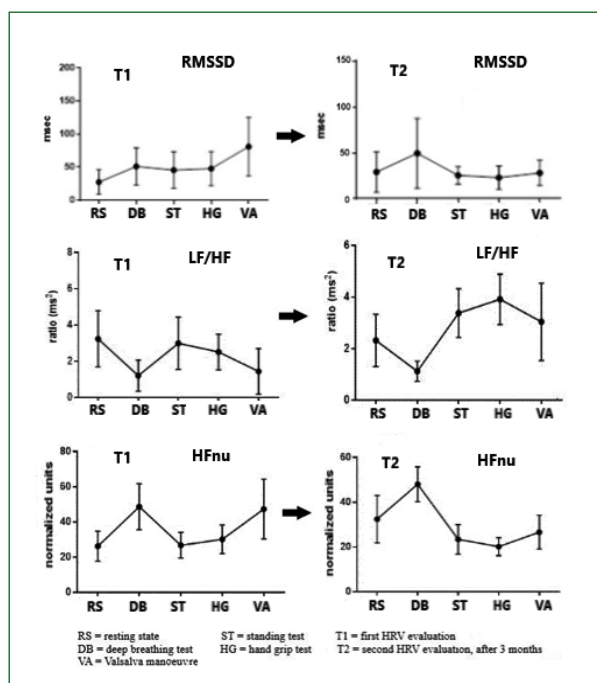 T1 RMSSD
msec
200
150
100
50
0
RS DB ST HG VA
T2 RMSSD
msec
150
100
50
0
RS DB ST HG VA
T1 LF/HF
ratio (ms²)
8
6
4
2
0
RS DB ST HG VA
T2 LF/HF
ratio (ms²)
6
4
2
0
RS DB ST HG VA
T1 HFnu
normalized units
80
60
40
20
0
RS DB ST HG VA
T2 HFnu
normalized units
60
40
20
0
RS DB ST HG VA
RS = resting state ST = standing test T1 = first HRV evaluation
DB = deep breathing test HG = hand grip test T2 = second HRV evaluation, after 3 months
VA = Valsalva manoeuvre